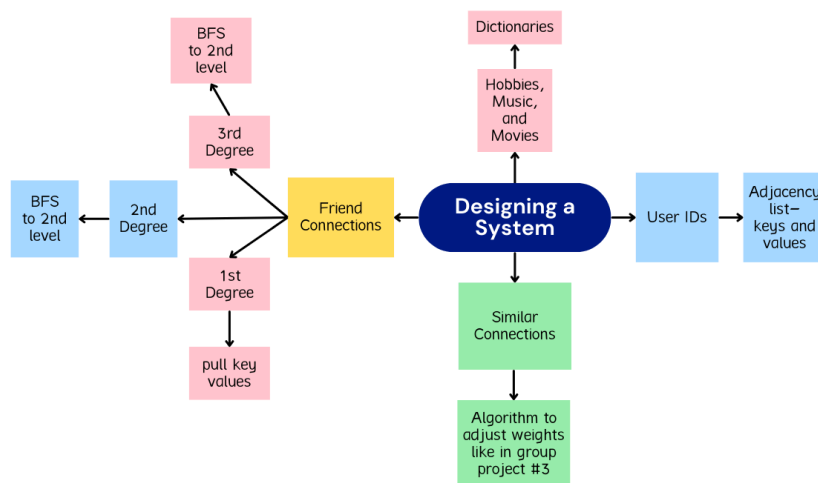 BFS
to 2nd
level
Dictionaries
Hobbies,
Music,
and
Movies
3rd
Degree
BFS
to 2nd
level
2nd
Degree
Friend
Connections
Designing a
System
User IDs
Adjacency
list–
keys and
values
1st
Degree
Similar
Connections
pull key
values
Algorithm to
adjust weights
like in group
project #3